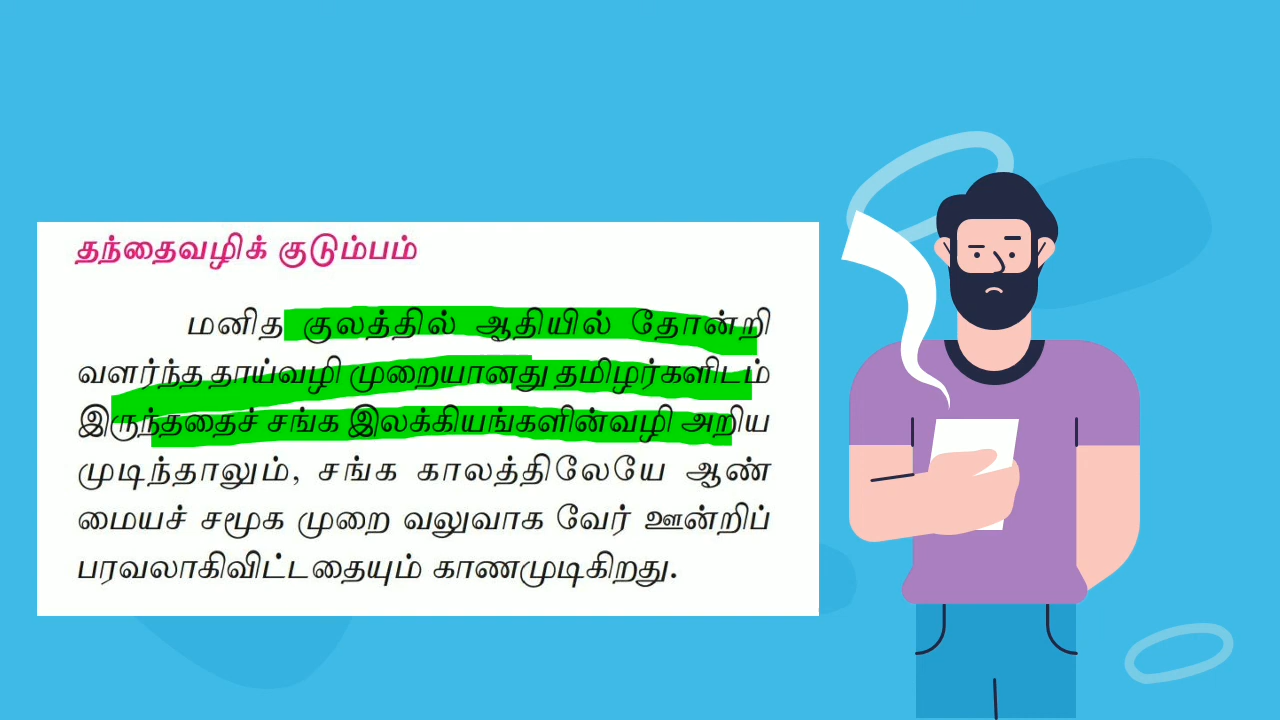 தந்தைவழிக் குடும்பம்
மனித குலத்தில் ஆதியில் தோன்றி
வளர்ந்த தாய்வழி முறையானது தமிழர்களிடம்
இருந்ததைச் சங்க இலக்கியங்களின்வழி அறிய
முடிந்தாலும், சங்க காலத்திலேயே ஆண்
மையச் சமூக முறை வலுவாக வேர் ஊன்றிப்
பரவலாகிவிட்டதையும் காணமுடிகிறது.